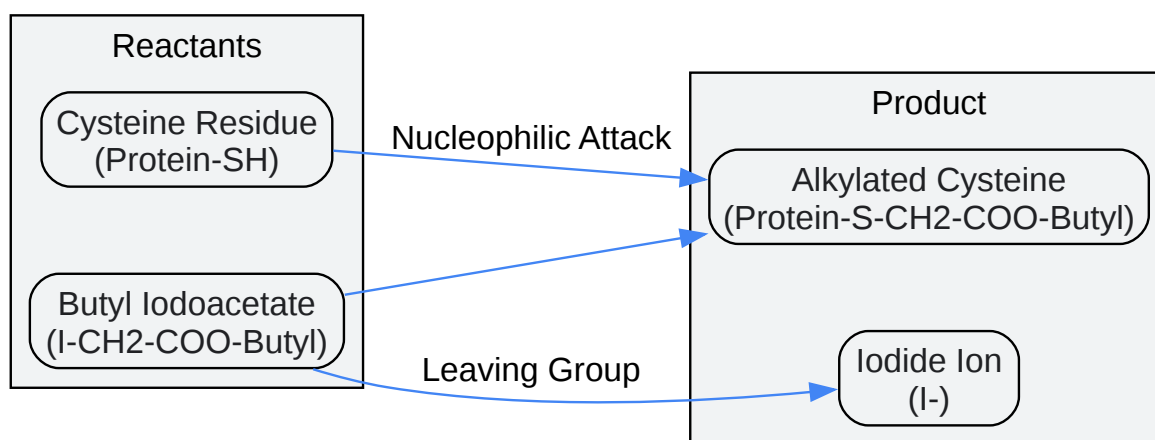 Reactants
Cysteine Residue
(Protein-SH)
Butyl Iodoacetate
(I-CH2-COO-Butyl)
Nucleophilic Attack
Leaving Group
Product
Alkylated Cysteine
(Protein-S-CH2-COO-Butyl)
Iodide Ion
(I-)